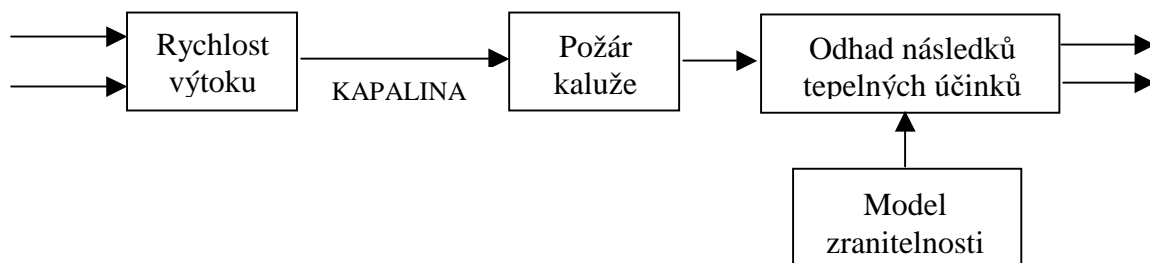 Rychlost
výtoku
KAPALINA
Požár
kaluže
Odhad následků
tepelných účinků
Model
zranitelnosti